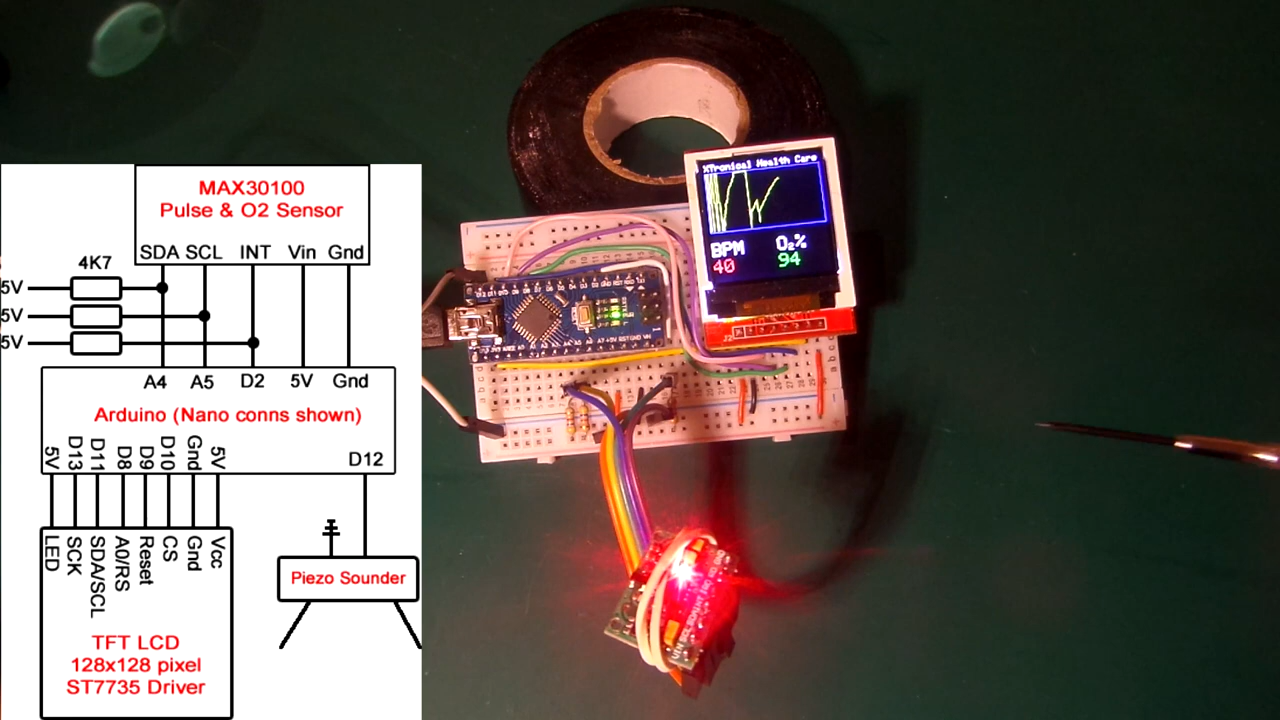 MAX30100
Pulse & O2 Sensor
SDA SCL INT Vin Gnd
4K7
5V
5V
5V
A4 A5 D2 5V Gnd
Arduino (Nano conns shown)
5V D13 D11 D8 D9 D10 Gnd 5V
D12
LED SCK SDA/SCL A0/RS Reset CS Gnd Vcc
Piezo Sounder
TFT LCD
128x128 pixel
ST7735 Driver
XTronical Health Care
BPM O₂%
40 94
J2